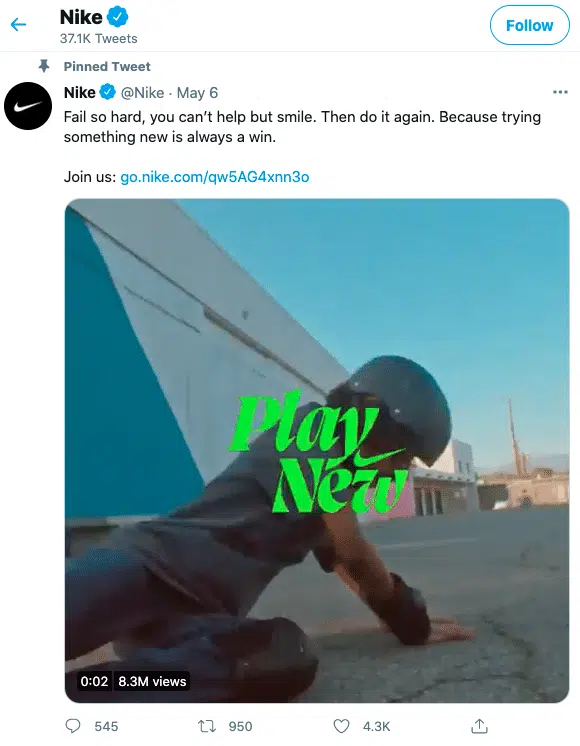 Nike
37.1K Tweets
Follow
Pinned Tweet
Nike @Nike · May 6
Fail so hard, you can’t help but smile. Then do it again. Because trying
something new is always a win.
Join us: go.nike.com/qw5AG4xnn3o
Play
New
0:02 8.3M views
545 950 4.3K